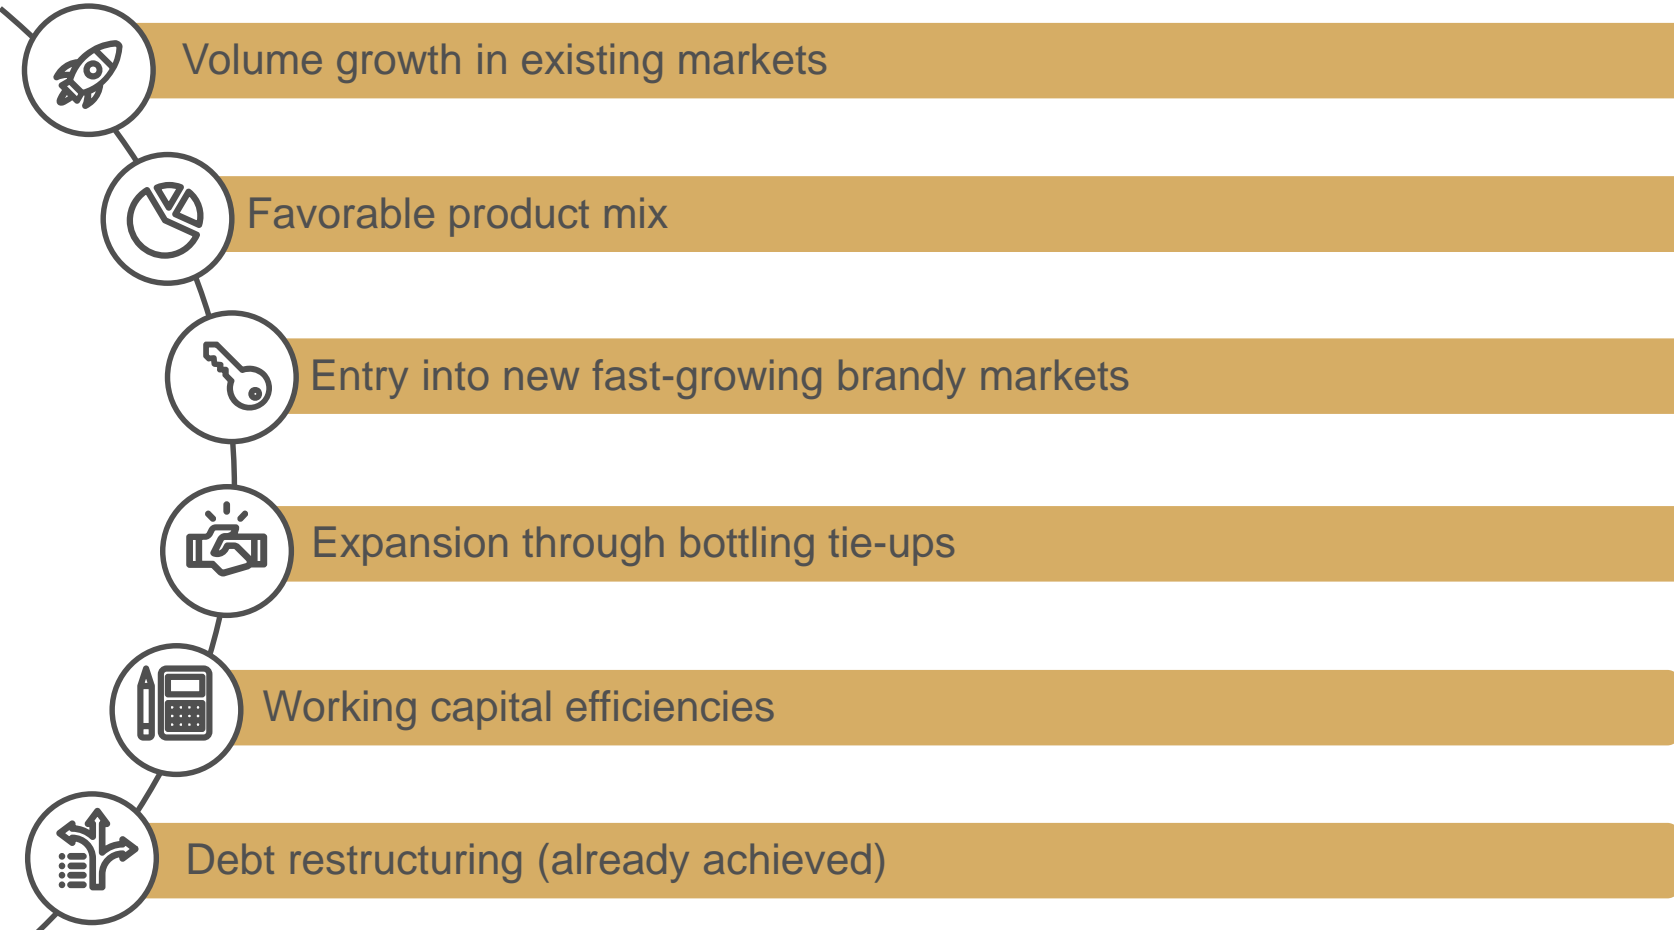 Volume growth in existing markets
Favorable product mix
Entry into new fast-growing brandy markets
Expansion through bottling tie-ups
Working capital efficiencies
Debt restructuring (already achieved)